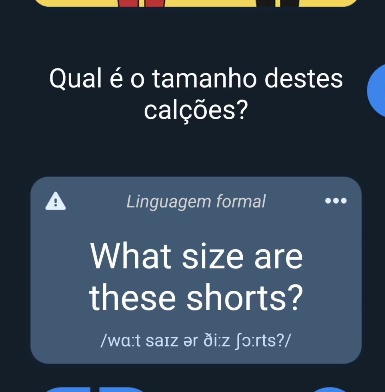 Qual é o tamanho destes
calções?
Linguagem formal
What size are
these shorts?
/wɑːt saɪz ər ðiːz ʃɔːrts?/